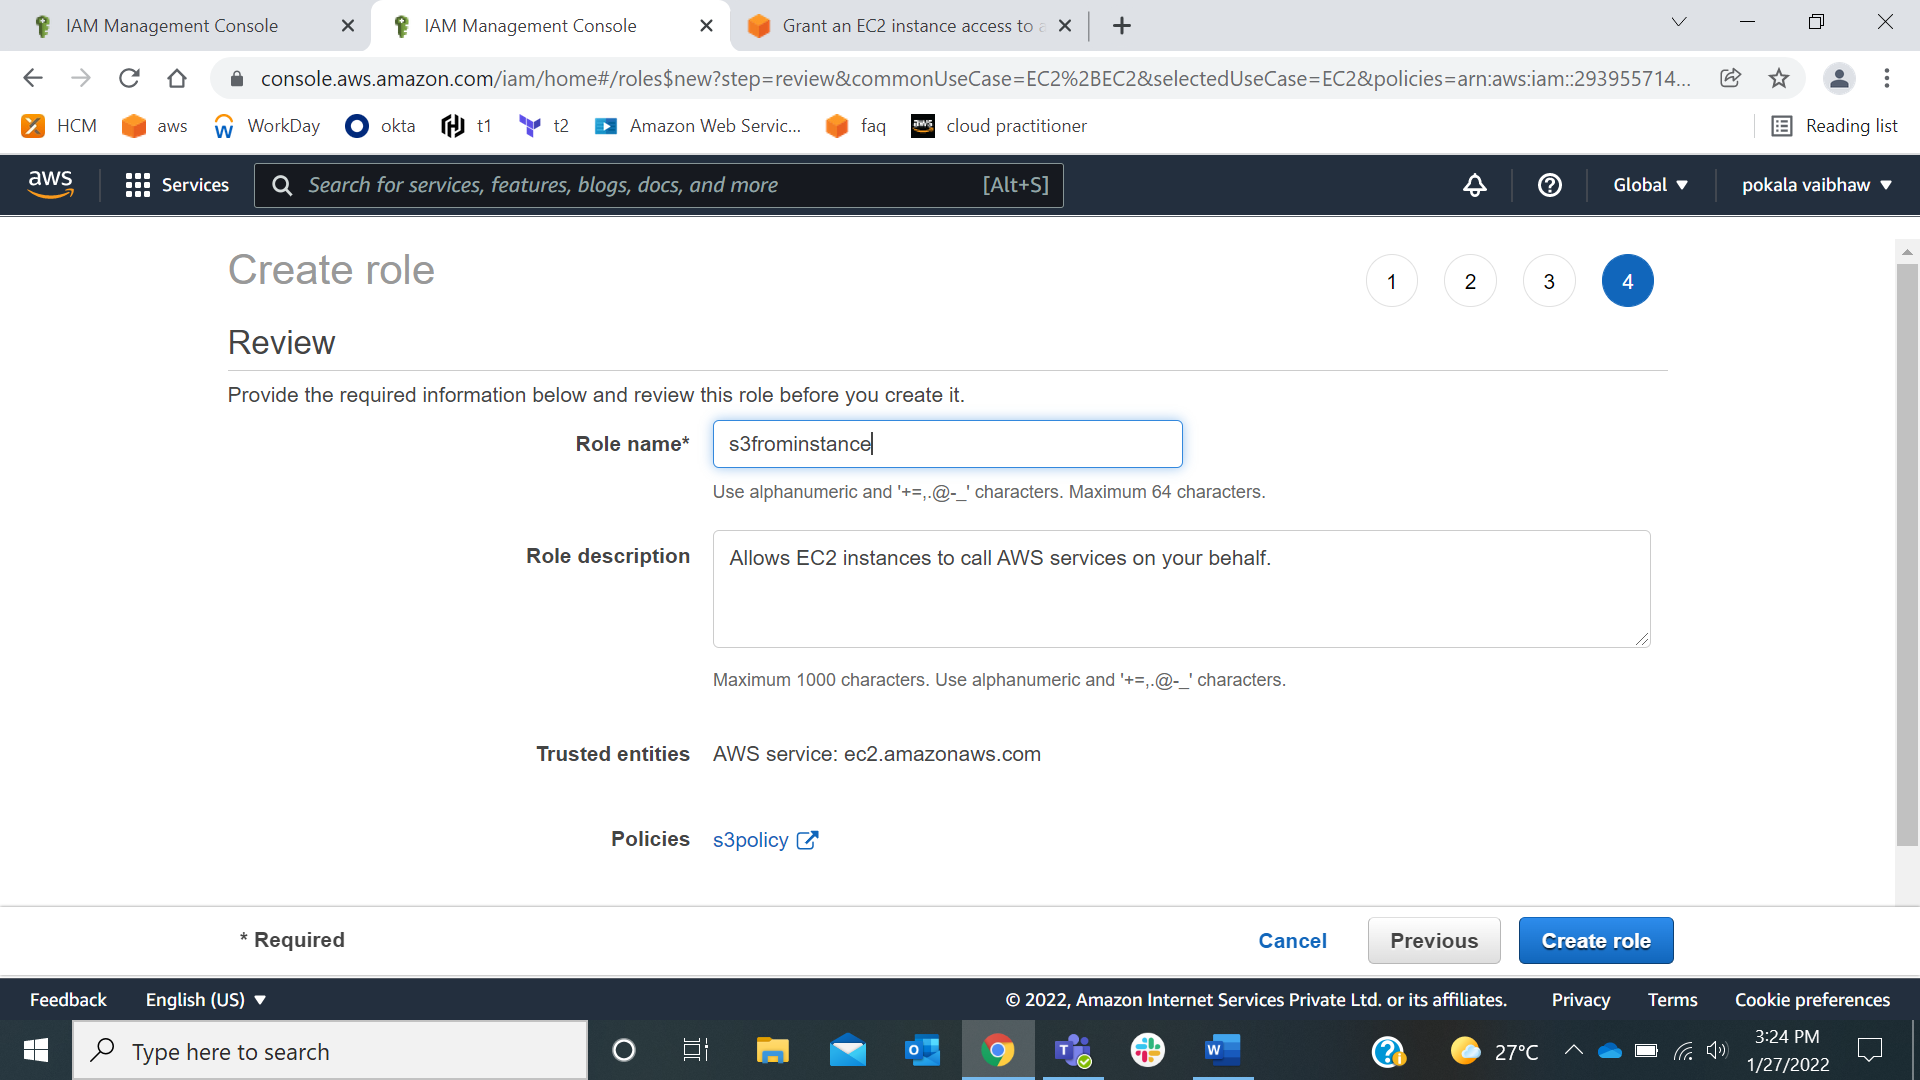 IAM Management Console
IAM Management Console
Grant an EC2 instance access to a
console.aws.amazon.com/iam/home#/roles$new?step=review&commonUseCase=EC2%2BEC2&selectedUseCase=EC2&policies=arn:aws:iam::293955714...
HCM aws WorkDay okta t1 t2 Amazon Web Servic... faq aws cloud practitioner Reading list
aws Services Search for services, features, blogs, docs, and more [Alt+S] Global pokala vaibhaw
Create role
1 2 3 4
Review
Provide the required information below and review this role before you create it.
Role name* s3frominstance
Use alphanumeric and '+=,.@-_' characters. Maximum 64 characters.
Role description Allows EC2 instances to call AWS services on your behalf.
Maximum 1000 characters. Use alphanumeric and '+=,.@-_' characters.
Trusted entities AWS service: ec2.amazonaws.com
Policies s3policy
* Required Cancel Previous Create role
Feedback English (US) © 2022, Amazon Internet Services Private Ltd. or its affiliates. Privacy Terms Cookie preferences
Type here to search 27°C 3:24 PM
1/27/2022